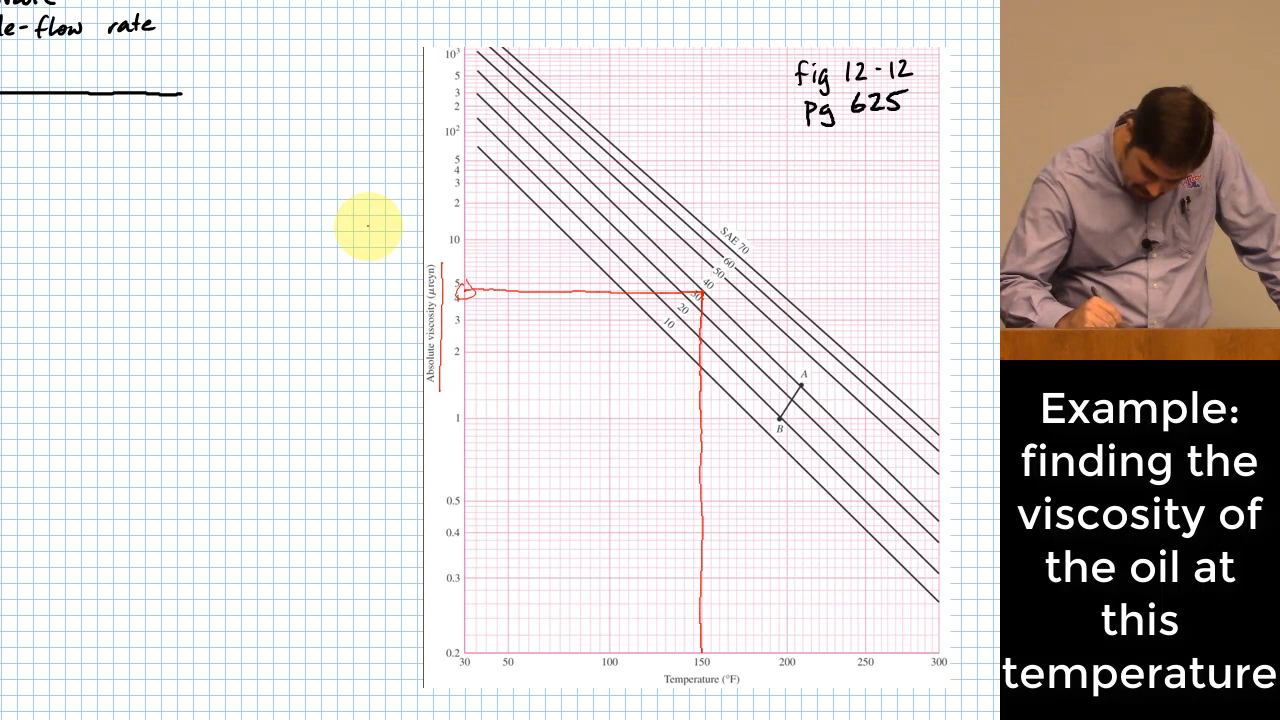 le-flow rate
fig 12-12
pg 625
10³
5
3
2
10²
5
4
3
2
10
5
4
3
2
1
0.5
0.4
0.3
0.2
Absolute viscosity (μreyn)
SAE 70
60
50
40
30
20
10
A
B
30 50 100 150 200 250 300
Temperature (°F)
Example:
finding the
viscosity of
the oil at
this
temperature